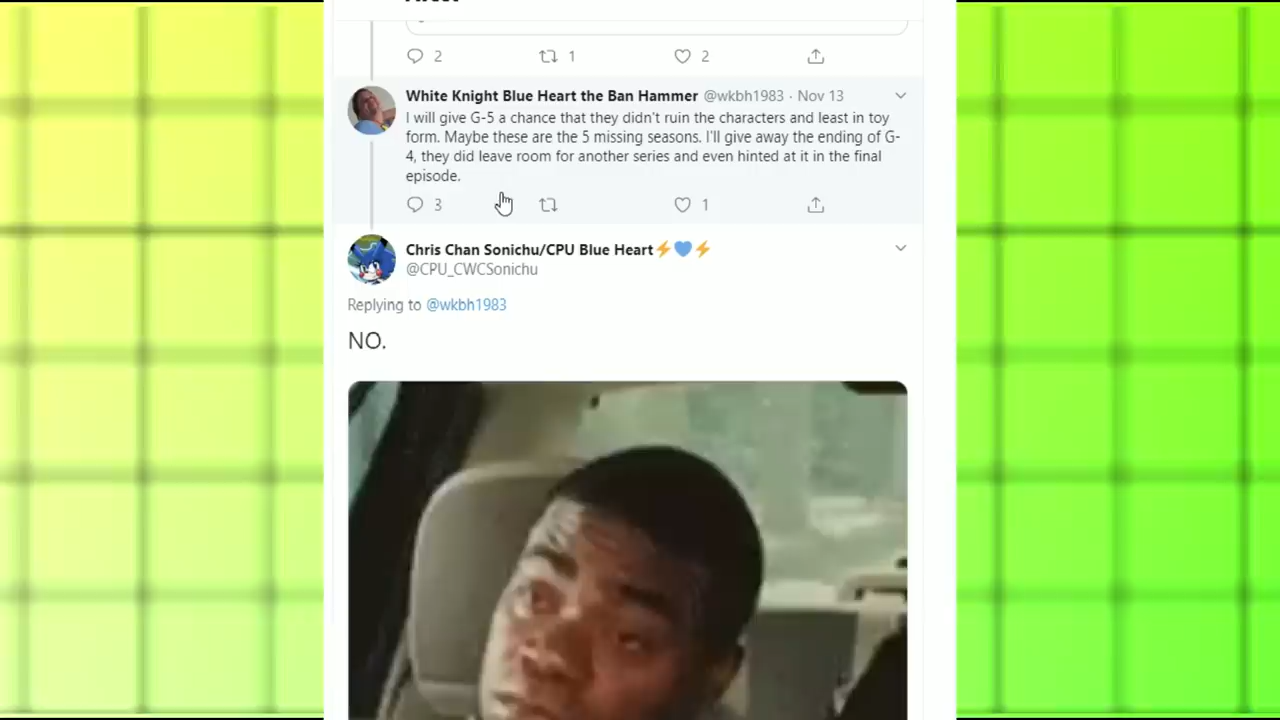 2 1 2
White Knight Blue Heart the Ban Hammer @wkbh1983 · Nov 13
I will give G-5 a chance that they didn't ruin the characters and least in toy
form. Maybe these are the 5 missing seasons. I'll give away the ending of G-
4, they did leave room for another series and even hinted at it in the final
episode.
3 1
Chris Chan Sonichu/CPU Blue Heart⚡💙⚡
@CPU_CWCSonichu
Replying to @wkbh1983
NO.